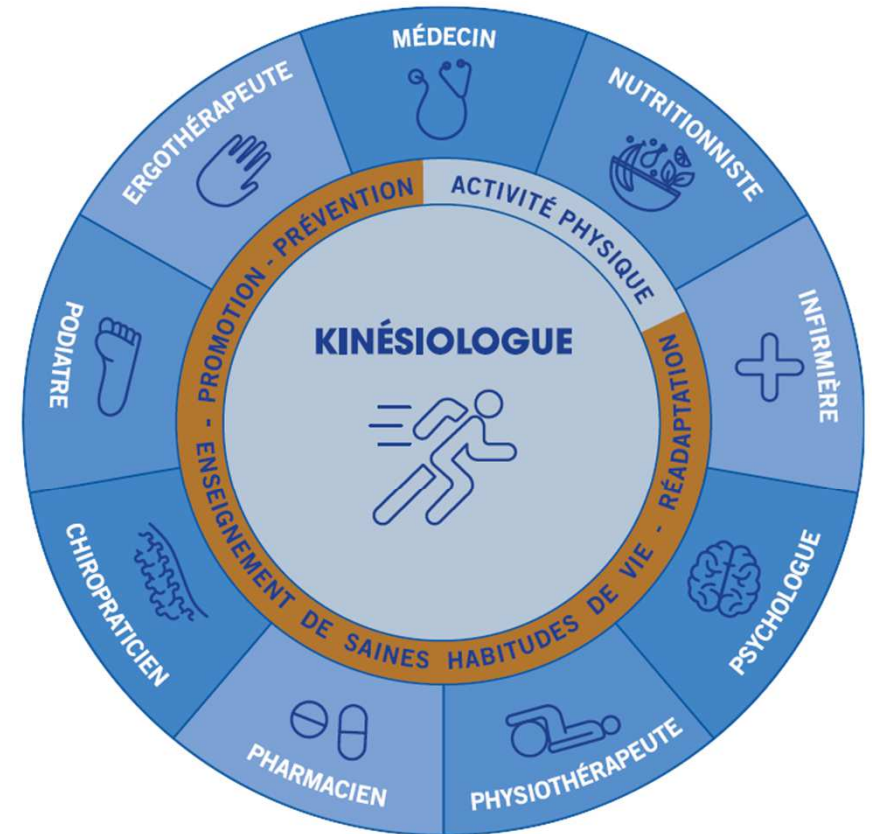 MÉDECIN
NUTRITIONNISTE
INFIRMIÈRE
PSYCHOLOGUE
PHYSIOTHÉRAPEUTE
PHARMACIEN
CHIROPRATICIEN
PODIATRE
ERGOTHÉRAPEUTE
ACTIVITÉ PHYSIQUE
ENSEIGNEMENT DE SAINES HABITUDES DE VIE - RÉADAPTATION
- PROMOTION - PRÉVENTION
KINÉSIOLOGUE